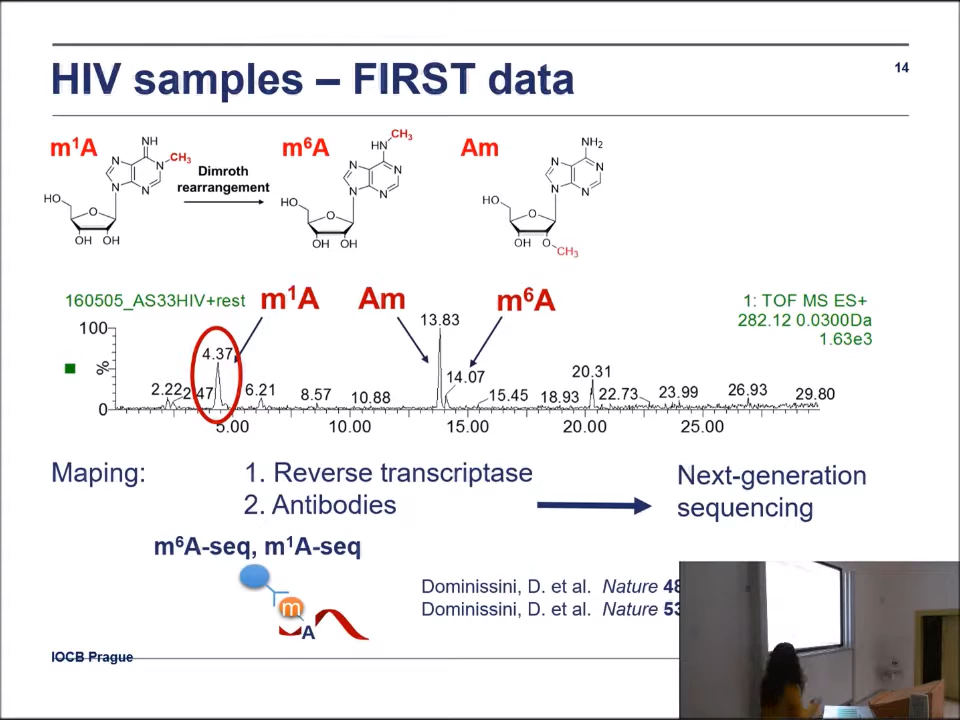 HIV samples – FIRST data
14
m¹A
m⁶A
Am
NH
N
CH₃
N
N
N
HO
O
OH OH
Dimroth
rearrangement
CH₃
HN
N
N
N
N
HO
O
OH OH
NH₂
N
N
N
N
HO
O
OH O
CH₃
160505_AS33HIV+rest
m¹A
Am
m⁶A
1: TOF MS ES+
282.12 0.0300Da
1.63e3
100
%
0
2.22
2.47
4.37
6.21
8.57
10.88
13.83
14.07
15.45
18.93
20.31
22.73
23.99
26.93
29.80
5.00
10.00
15.00
20.00
25.00
Maping:
1. Reverse transcriptase
2. Antibodies
Next-generation
sequencing
m⁶A-seq, m¹A-seq
m
A
Dominissini, D. et al. Nature 48
Dominissini, D. et al. Nature 53
IOCB Prague